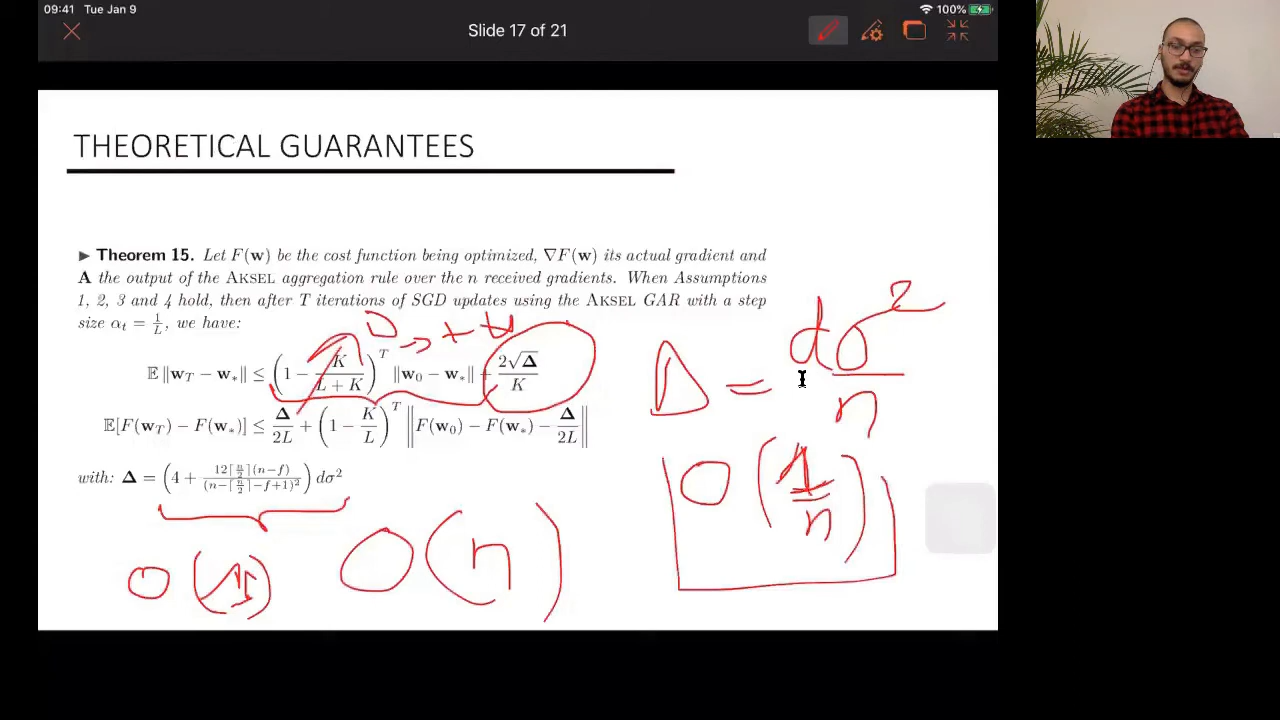 09:41 Tue Jan 9
100%
Slide 17 of 21
THEORETICAL GUARANTEES
▶ Theorem 15. Let F(w) be the cost function being optimized, ∇F(w) its actual gradient and
Λ the output of the AKSEL aggregation rule over the n received gradients. When Assumptions
1, 2, 3 and 4 hold, then after T iterations of SGD updates using the AKSEL GAR with a step
size α_t = 1/L, we have:
0 → + ∞
E ‖w_T − w_*‖ ≤ (1 − K/(L + K))^T ‖w_0 − w_*‖ + 2√Δ/K
Δ = dσ²/n
E[F(w_T) − F(w_*)] ≤ Δ/2L + (1 − K/L)^T ‖F(w_0) − F(w_*) − Δ/2L‖
with: Δ = (4 + 12⌈n/2⌉(n−f)/(n−⌈n/2⌉−f+1)²) dσ²
O(1/n)
O(1)
O(n)